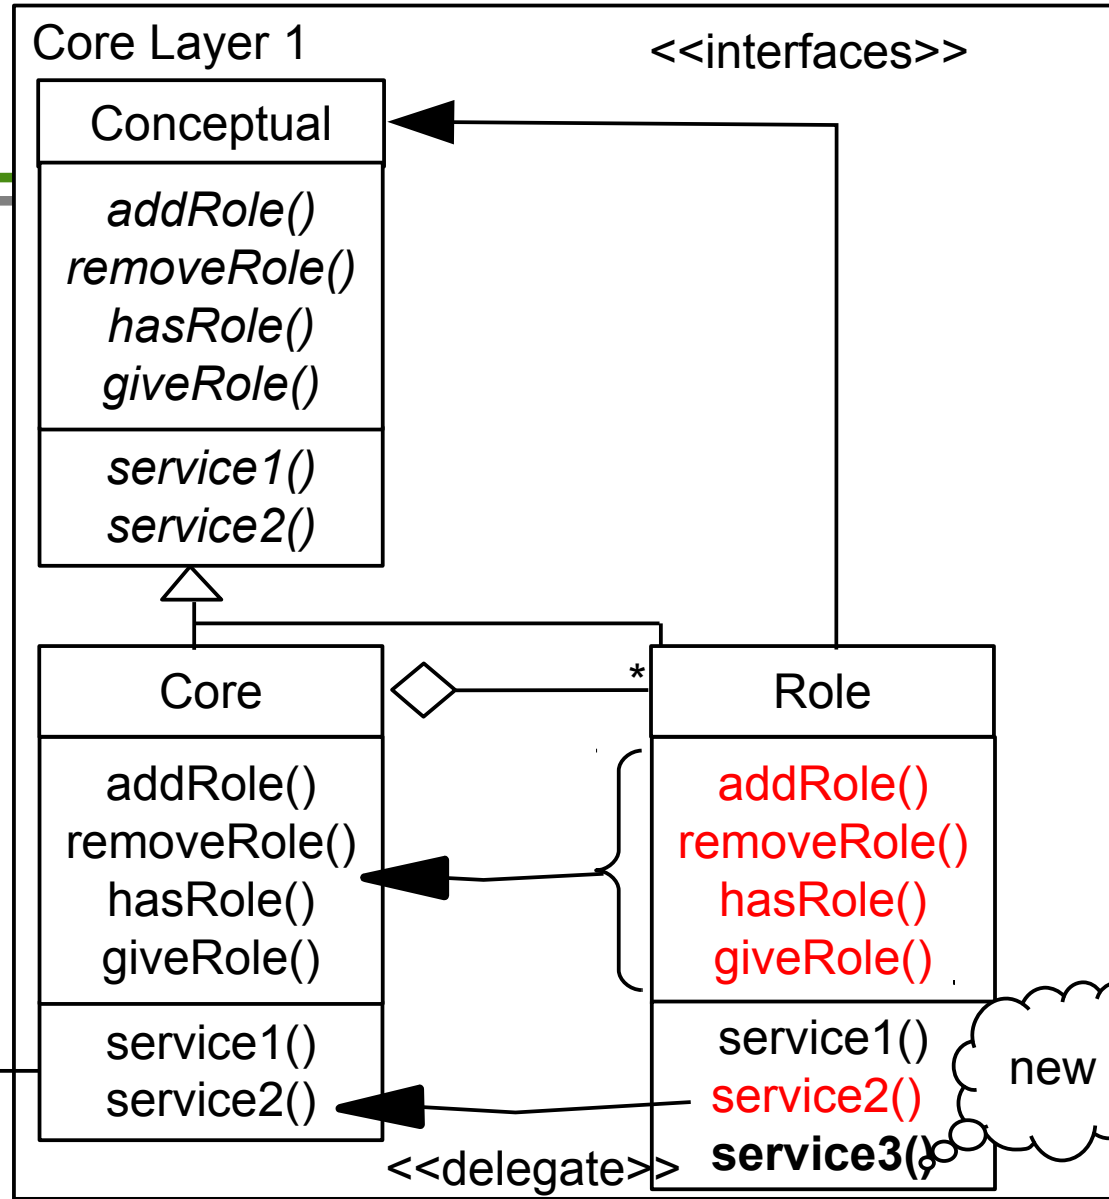 Core Layer 1
<<interfaces>>
Conceptual
addRole()
removeRole()
hasRole()
giveRole()
service1()
service2()
Core
*
Role
addRole()
removeRole()
hasRole()
giveRole()
addRole()
removeRole()
hasRole()
giveRole()
service1()
service2()
service1()
service2()
service3()
new
<<delegate>>